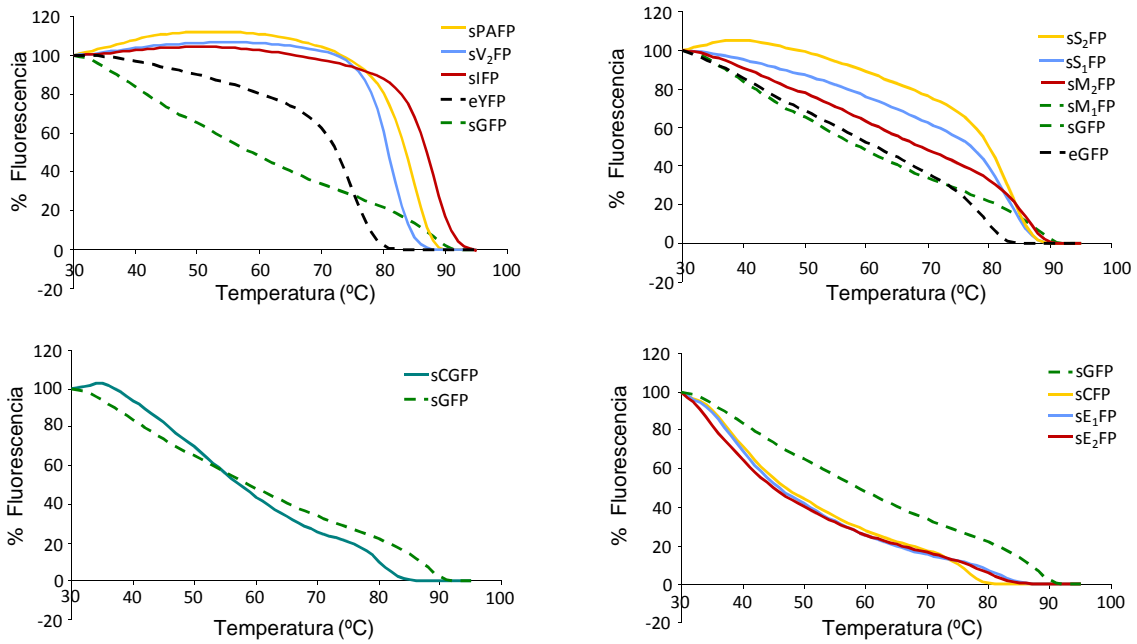 120
100
80
60
40
20
0
-20
% Fluorescencia
30 40 50 60 70 80 90 100
Temperatura (ºC)
sPAFP
sV₂FP
sIFP
eYFP
sGFP
120
100
80
60
40
20
0
-20
% Fluorescencia
30 40 50 60 70 80 90 100
Temperatura (ºC)
sS₂FP
sS₁FP
sM₂FP
sM₁FP
sGFP
eGFP
120
100
80
60
40
20
0
-20
% Fluorescencia
30 40 50 60 70 80 90 100
Temperatura (ºC)
sCGFP
sGFP
120
100
80
60
40
20
0
-20
% Fluorescencia
30 40 50 60 70 80 90 100
Temperatura (ºC)
sGFP
sCFP
sE₁FP
sE₂FP